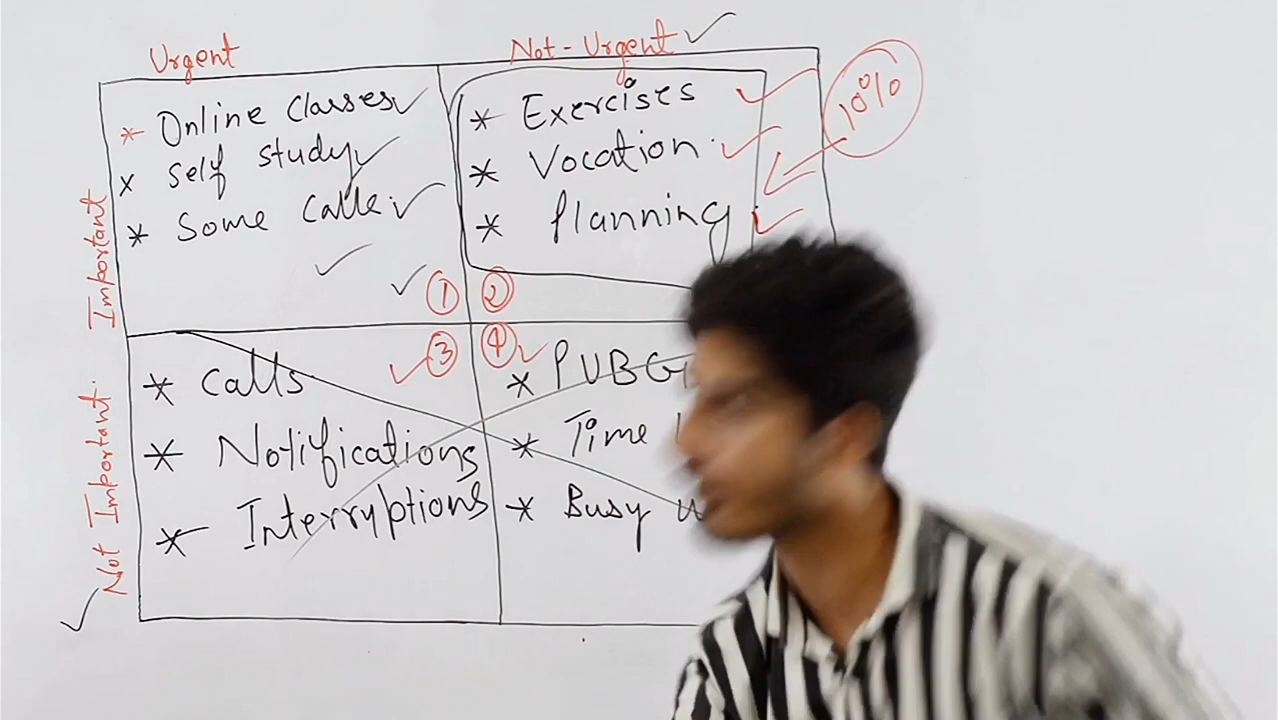 Urgent
Not-Urgent
Important
* Online Classes
* Self study
* Some calls.
1
* Exercises
* Vocation.
* Planning
10%
2
Not Important.
* Calls
* Notifications
* Interryptions
3
4
* PUBG
* Time
* Busy